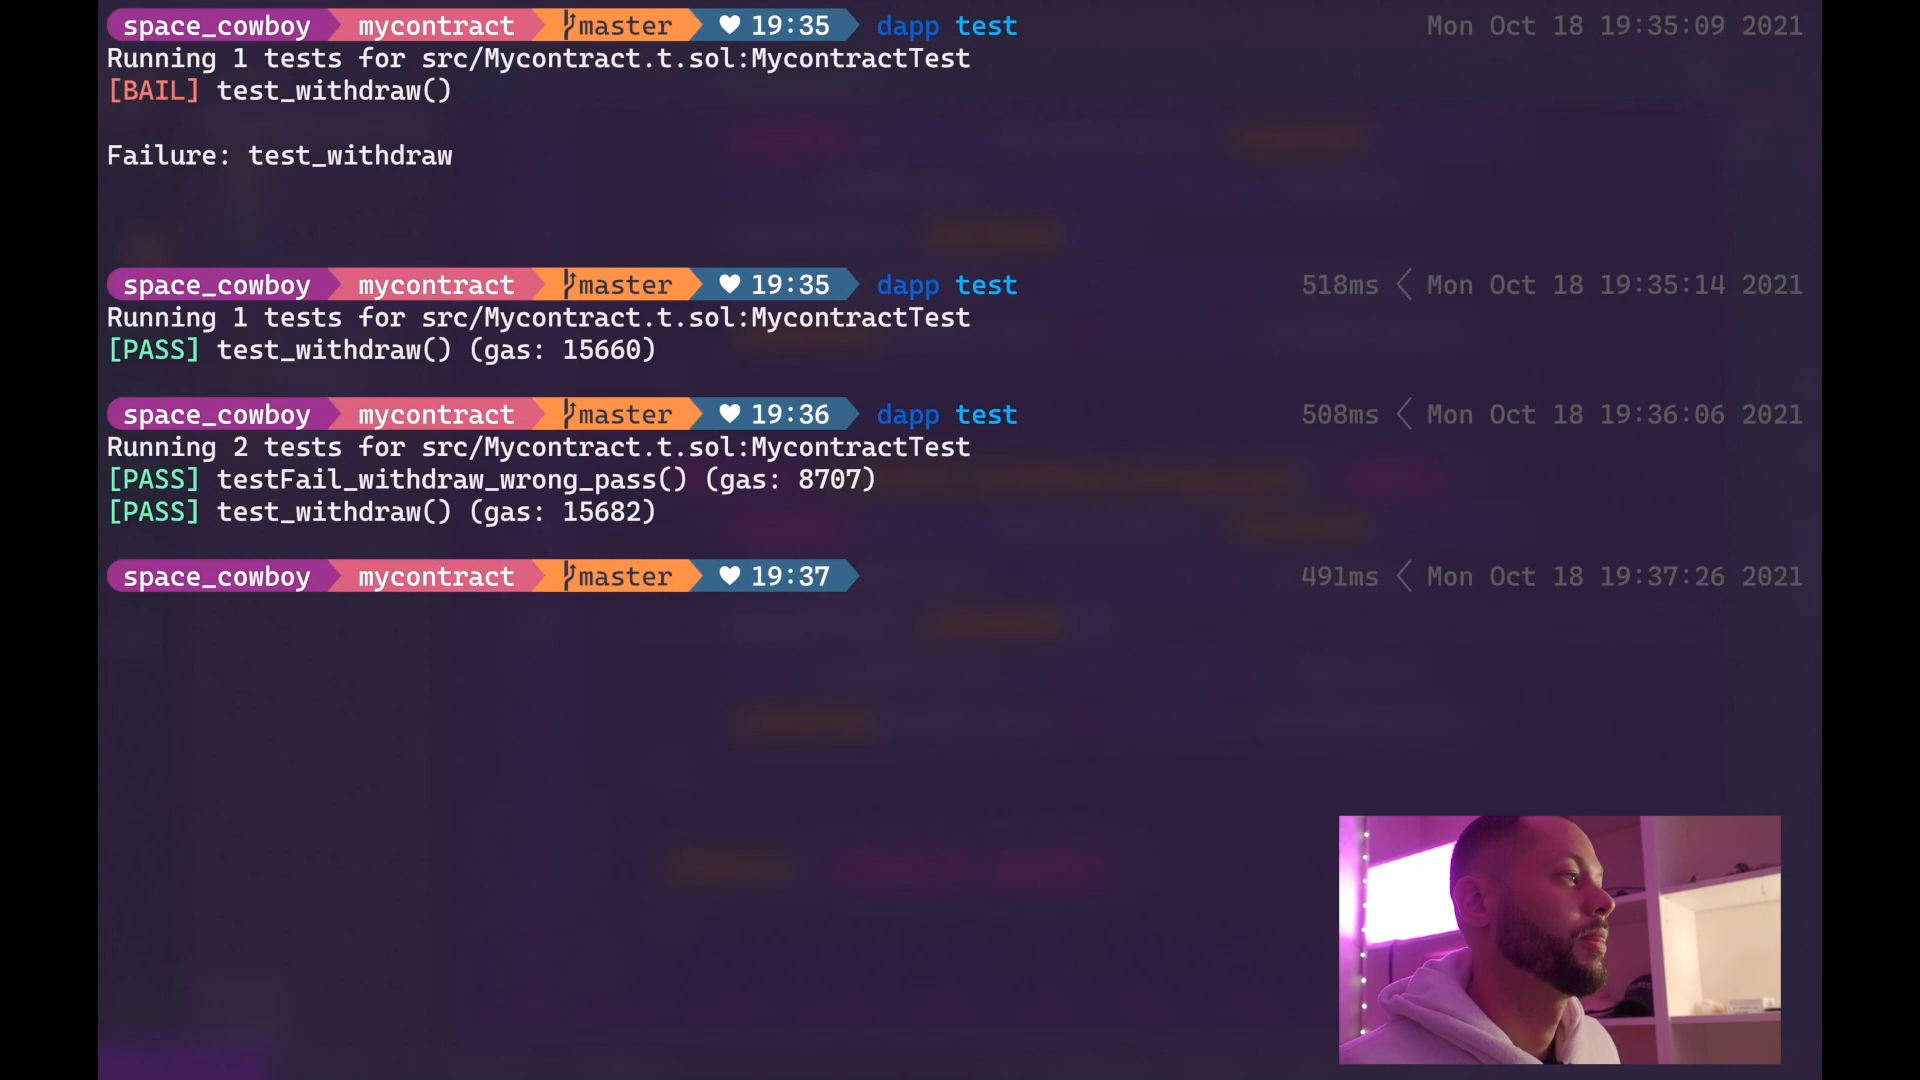 space_cowboy mycontract master ♥ 19:35 dapp test Mon Oct 18 19:35:09 2021
Running 1 tests for src/Mycontract.t.sol:MycontractTest
[BAIL] test_withdraw()
Failure: test_withdraw
space_cowboy mycontract master ♥ 19:35 dapp test 518ms Mon Oct 18 19:35:14 2021
Running 1 tests for src/Mycontract.t.sol:MycontractTest
[PASS] test_withdraw() (gas: 15660)
space_cowboy mycontract master ♥ 19:36 dapp test 508ms Mon Oct 18 19:36:06 2021
Running 2 tests for src/Mycontract.t.sol:MycontractTest
[PASS] testFail_withdraw_wrong_pass() (gas: 8707)
[PASS] test_withdraw() (gas: 15682)
space_cowboy mycontract master ♥ 19:37 491ms Mon Oct 18 19:37:26 2021